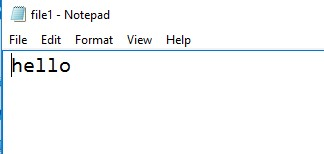 file1 - Notepad
File Edit Format View Help
hello